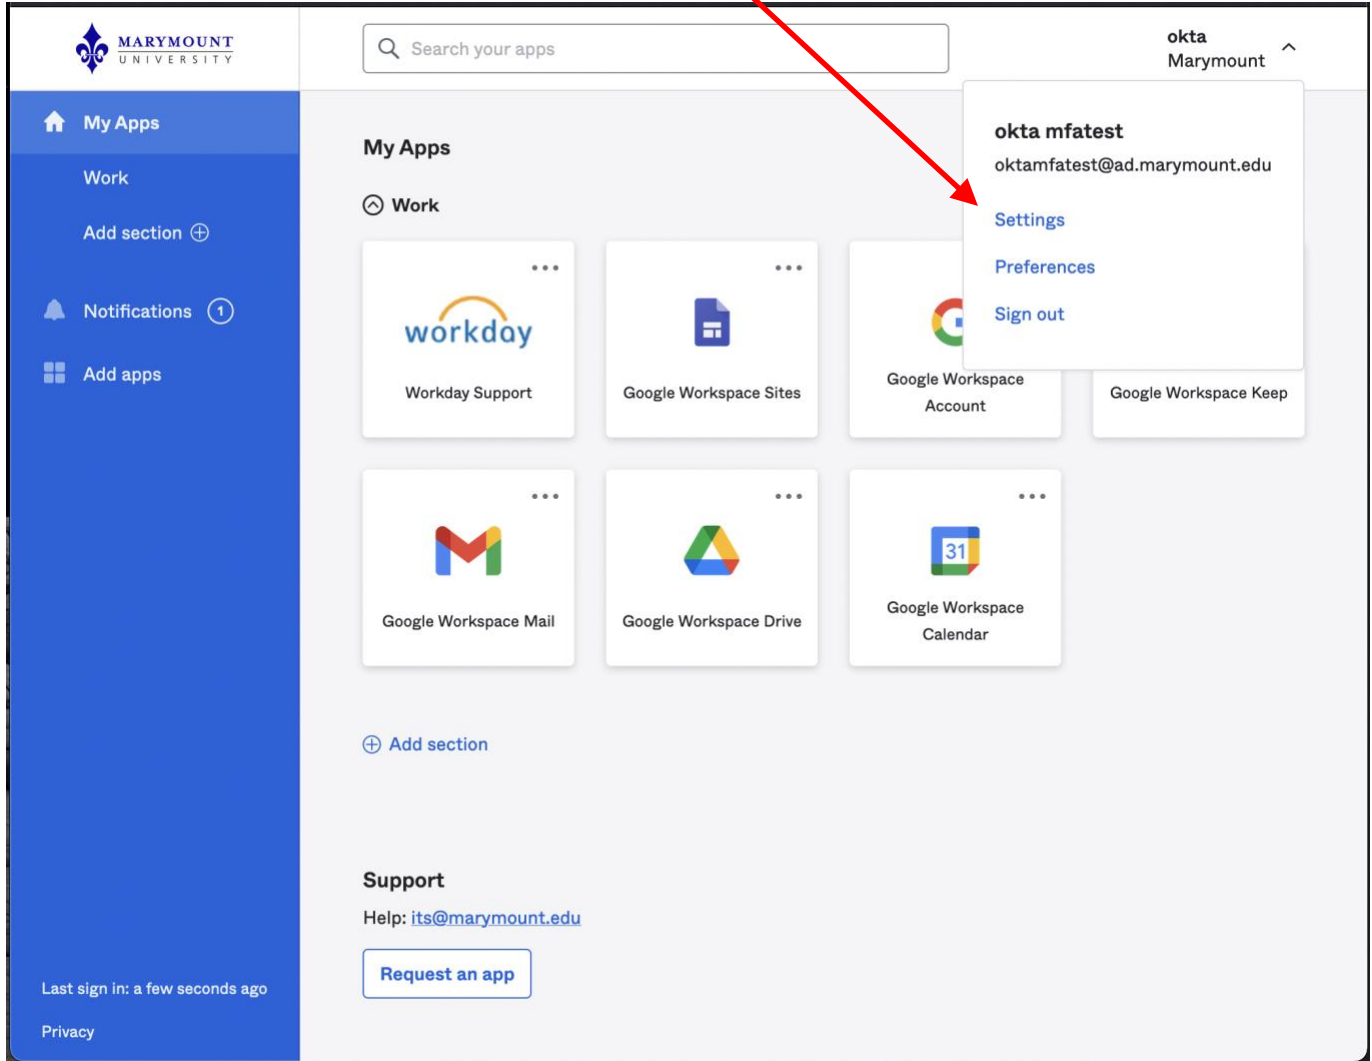 MARYMOUNT
UNIVERSITY
Search your apps
okta
Marymount
My Apps
Work
Add section
Notifications 1
Add apps
Last sign in: a few seconds ago
Privacy
okta mfatest
oktamfatest@ad.marymount.edu
Settings
Preferences
Sign out
My Apps
Work
workday
Workday Support
Google Workspace Sites
Google Workspace
Account
Google Workspace Keep
Google Workspace Mail
Google Workspace Drive
31
Google Workspace
Calendar
Add section
Support
Help: its@marymount.edu
Request an app